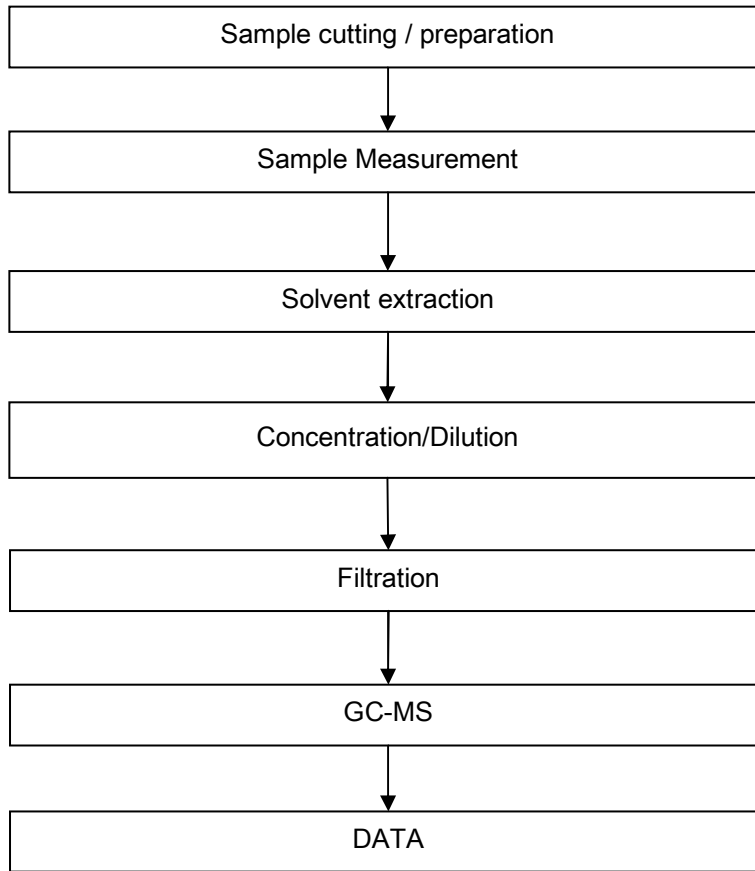 Sample cutting / preparation
Sample Measurement
Solvent extraction
Concentration/Dilution
Filtration
GC-MS
DATA